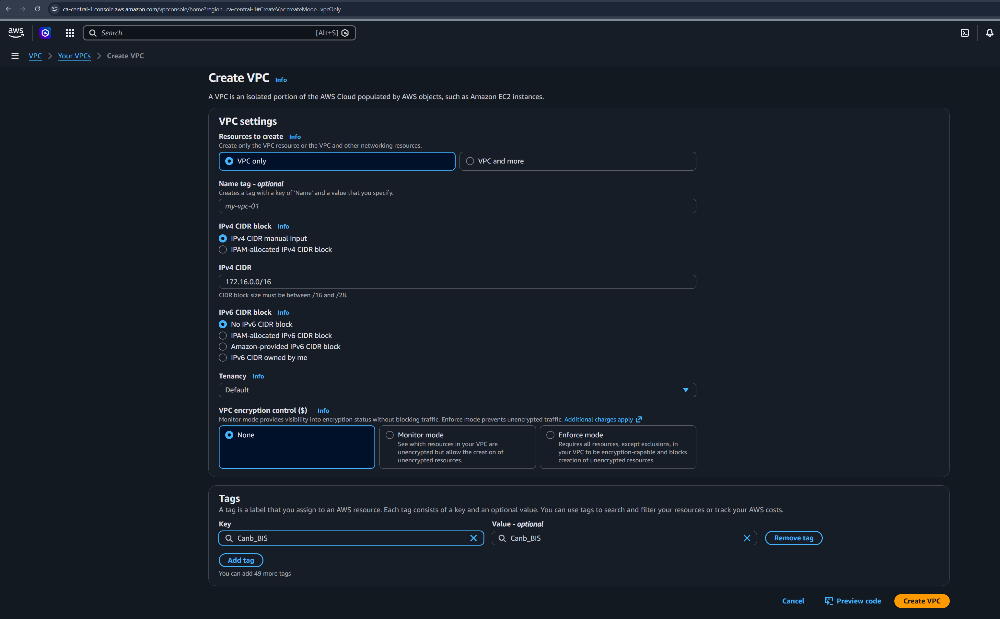 ca-central-1.console.aws.amazon.com/vpcconsole/home?region=ca-central-1#CreateVpc:createMode=vpcOnly
aws
Search [Alt+S]
VPC Your VPCs Create VPC
Create VPC Info
A VPC is an isolated portion of the AWS Cloud populated by AWS objects, such as Amazon EC2 instances.
VPC settings
Resources to create Info
Create only the VPC resource or the VPC and other networking resources.
VPC only VPC and more
Name tag - optional
Creates a tag with a key of 'Name' and a value that you specify.
my-vpc-01
IPv4 CIDR block Info
IPv4 CIDR manual input
IPAM-allocated IPv4 CIDR block
IPv4 CIDR
172.16.0.0/16
CIDR block size must be between /16 and /28.
IPv6 CIDR block Info
No IPv6 CIDR block
IPAM-allocated IPv6 CIDR block
Amazon-provided IPv6 CIDR block
IPv6 CIDR owned by me
Tenancy Info
Default
VPC encryption control ($) Info
Monitor mode provides visibility into encryption status without blocking traffic. Enforce mode prevents unencrypted traffic. Additional charges apply
None
Monitor mode
See which resources in your VPC are
unencrypted but allow the creation of
unencrypted resources.
Enforce mode
Requires all resources, except exclusions, in
your VPC to be encryption-capable and blocks
creation of unencrypted resources.
Tags
A tag is a label that you assign to an AWS resource. Each tag consists of a key and an optional value. You can use tags to search and filter your resources or track your AWS costs.
Key Value - optional
Canb_BIS Canb_BIS Remove tag
Add tag
You can add 49 more tags
Cancel Preview code Create VPC